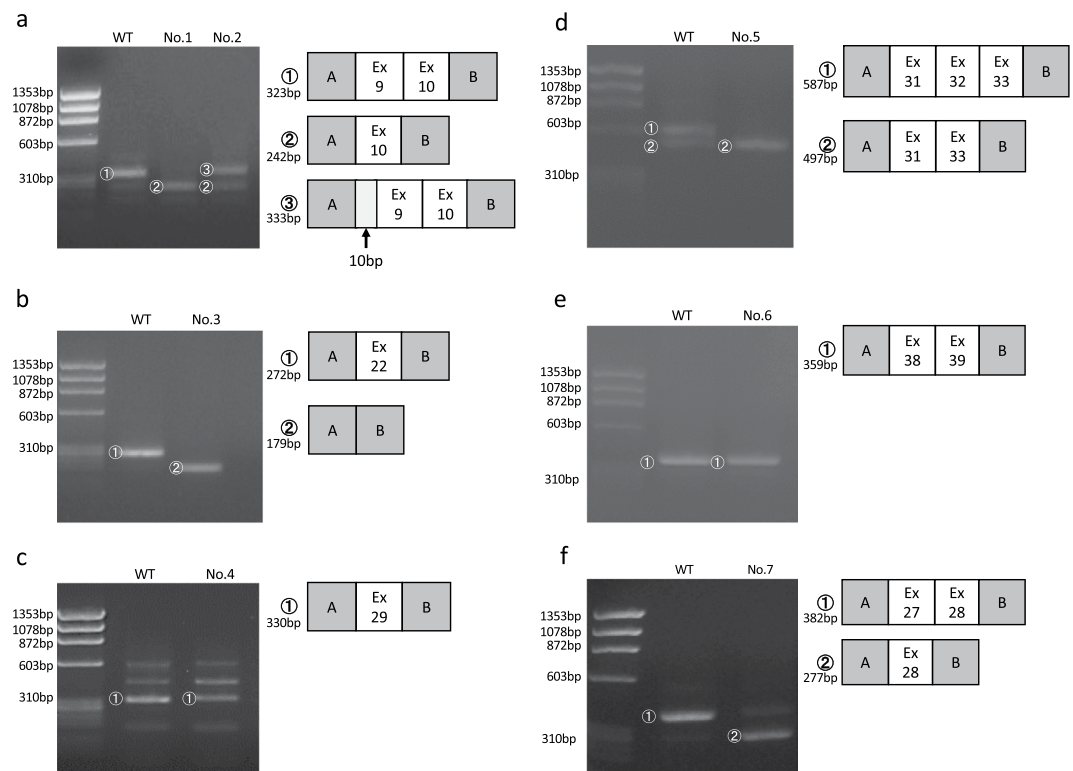 a
WT No.1 No.2
1353bp
1078bp
872bp
603bp
310bp
① ② ③ ②
① 323bp A Ex 9 Ex 10 B
② 242bp A Ex 10 B
③ 333bp A Ex 9 Ex 10 B
10bp
b
WT No.3
1353bp
1078bp
872bp
603bp
310bp
① ②
① 272bp A Ex 22 B
② 179bp A B
c
WT No.4
1353bp
1078bp
872bp
603bp
310bp
① ①
① 330bp A Ex 29 B
d
WT No.5
1353bp
1078bp
872bp
603bp
310bp
① ② ②
① 587bp A Ex 31 Ex 32 Ex 33 B
② 497bp A Ex 31 Ex 33 B
e
WT No.6
1353bp
1078bp
872bp
603bp
310bp
① ①
① 359bp A Ex 38 Ex 39 B
f
WT No.7
1353bp
1078bp
872bp
603bp
310bp
① ②
① 382bp A Ex 27 Ex 28 B
② 277bp A Ex 28 B